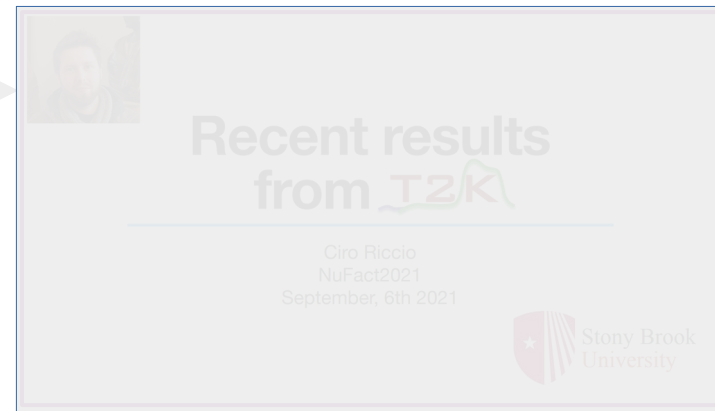 Recent results
from T2K
Ciro Riccio
NuFact2021
September, 6th 2021
Stony Brook
University